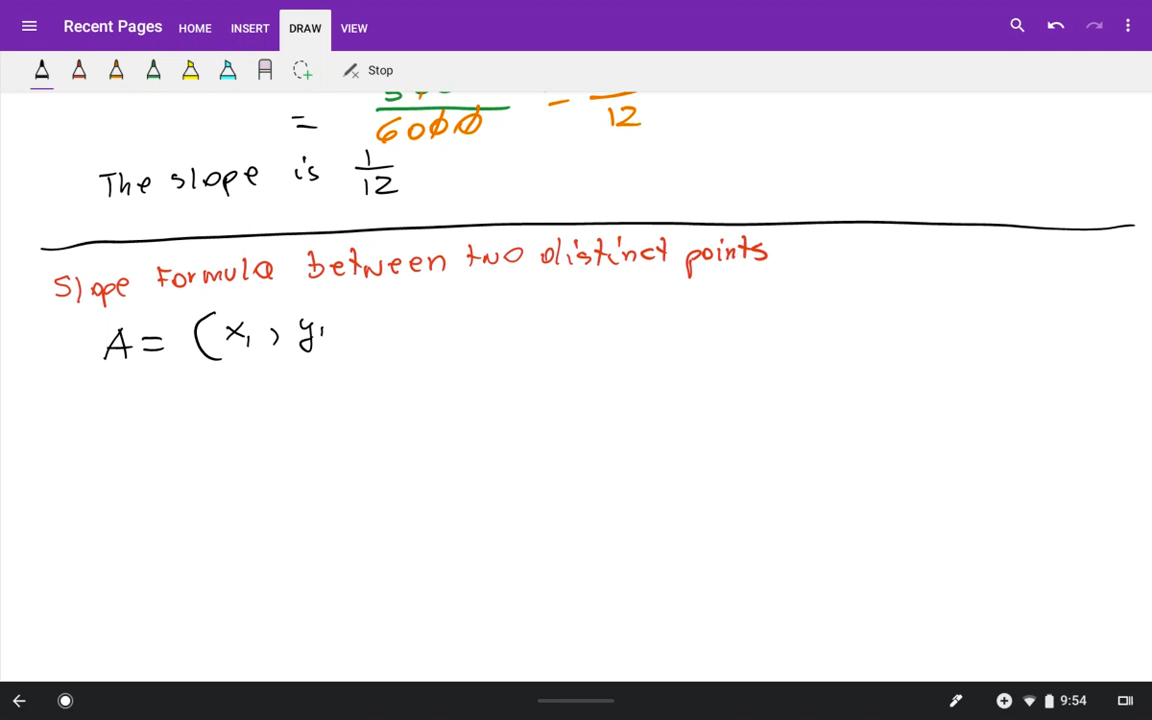 Recent Pages HOME INSERT DRAW VIEW
Stop
= 6000 12
The slope is 1/12
Slope Formula between two distinct points
A = (x₁, y₁
9:54